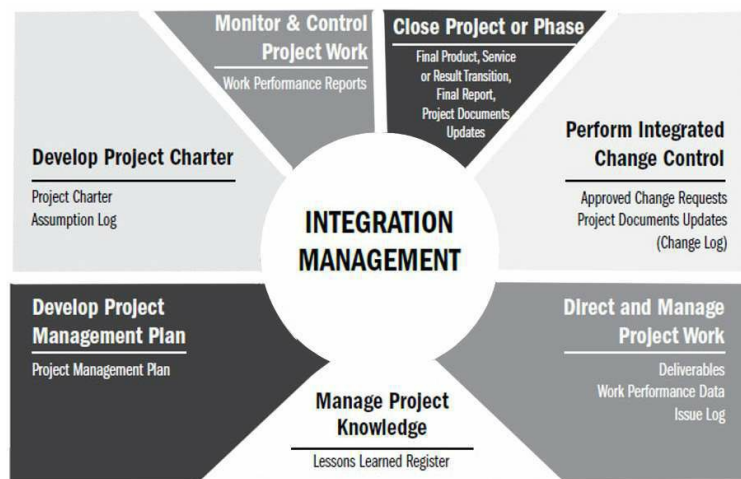 Monitor & Control
Project Work
Work Performance Reports
Close Project or Phase
Final Product, Service
or Result Transition,
Final Report,
Project Documents
Updates
Develop Project Charter
Project Charter
Assumption Log
Perform Integrated
Change Control
Approved Change Requests
Project Documents Updates
(Change Log)
INTEGRATION
MANAGEMENT
Develop Project
Management Plan
Project Management Plan
Direct and Manage
Project Work
Deliverables
Work Performance Data
Issue Log
Manage Project
Knowledge
Lessons Learned Register